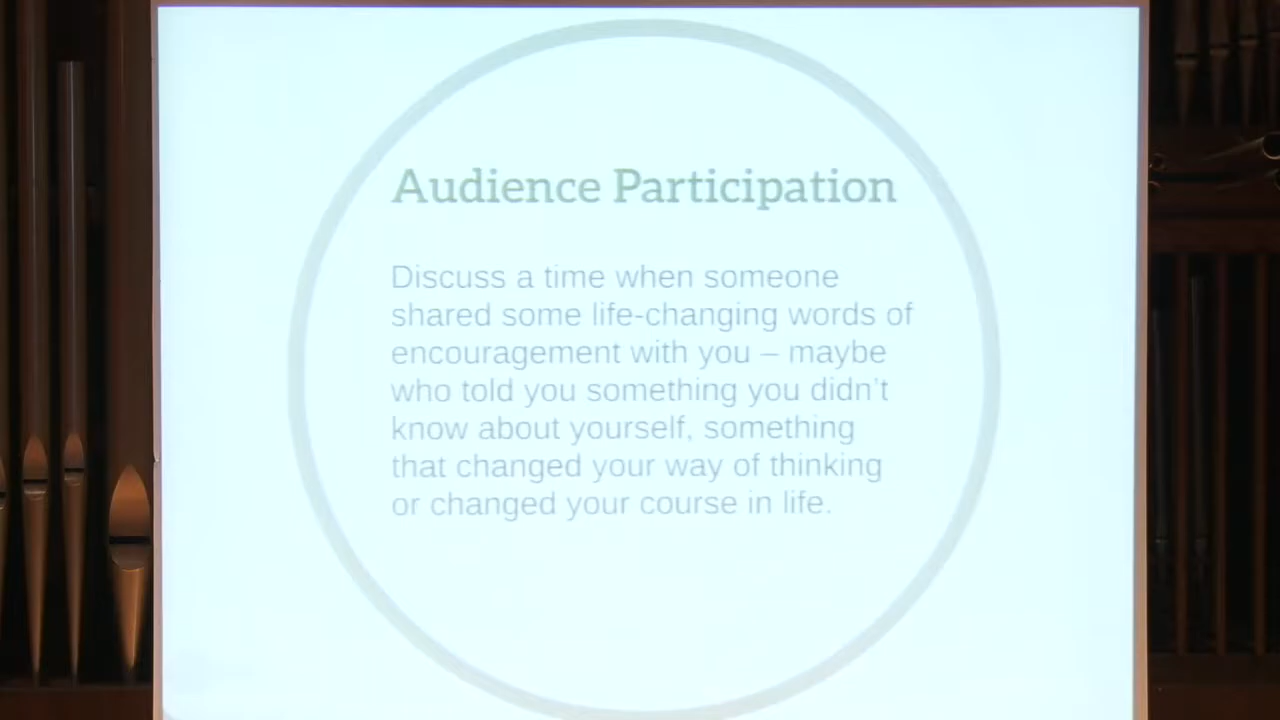 Audience Participation
Discuss a time when someone
shared some life-changing words of
encouragement with you – maybe
who told you something you didn't
know about yourself, something
that changed your way of thinking
or changed your course in life.